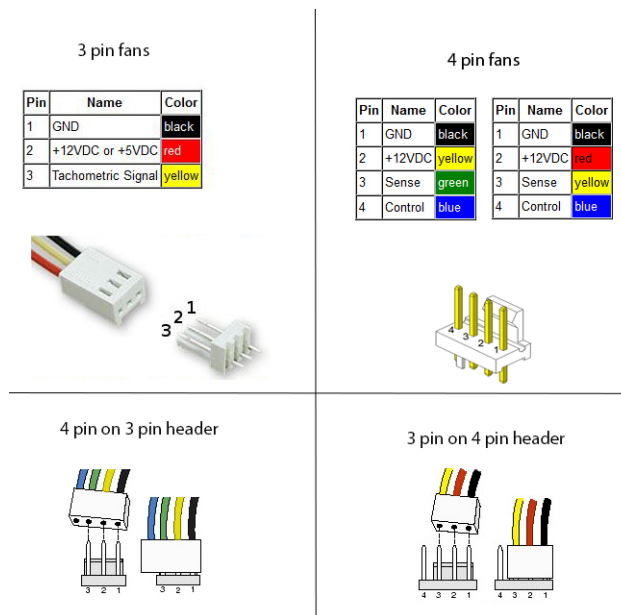 3 pin fans
Pin Name Color
1 GND black
2 +12VDC or +5VDC red
3 Tachometric Signal yellow
1
2
3
4 pin fans
Pin Name Color
1 GND black
2 +12VDC yellow
3 Sense green
4 Control blue
Pin Name Color
1 GND black
2 +12VDC red
3 Sense yellow
4 Control blue
4 3 2 1
4 pin on 3 pin header
3 2 1
3 2 1
3 pin on 4 pin header
4 3 2 1
4 3 2 1